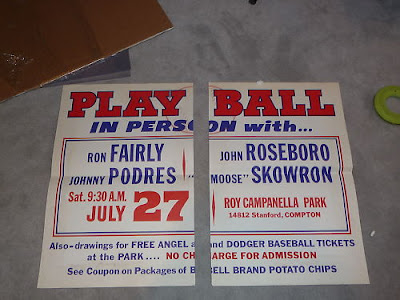 PLAY BALL
IN PERSON with...
RON FAIRLY
JOHNNY PODRES
JOHN ROSEBORO
"MOOSE" SKOWRON
Sat. 9:30 A.M.
JULY 27
ROY CAMPANELLA PARK
14812 Stanford, COMPTON
Also-drawings for FREE ANGEL and DODGER BASEBALL TICKETS
at the PARK .... NO CHARGE FOR ADMISSION
See Coupon on Packages of BELL BRAND POTATO CHIPS